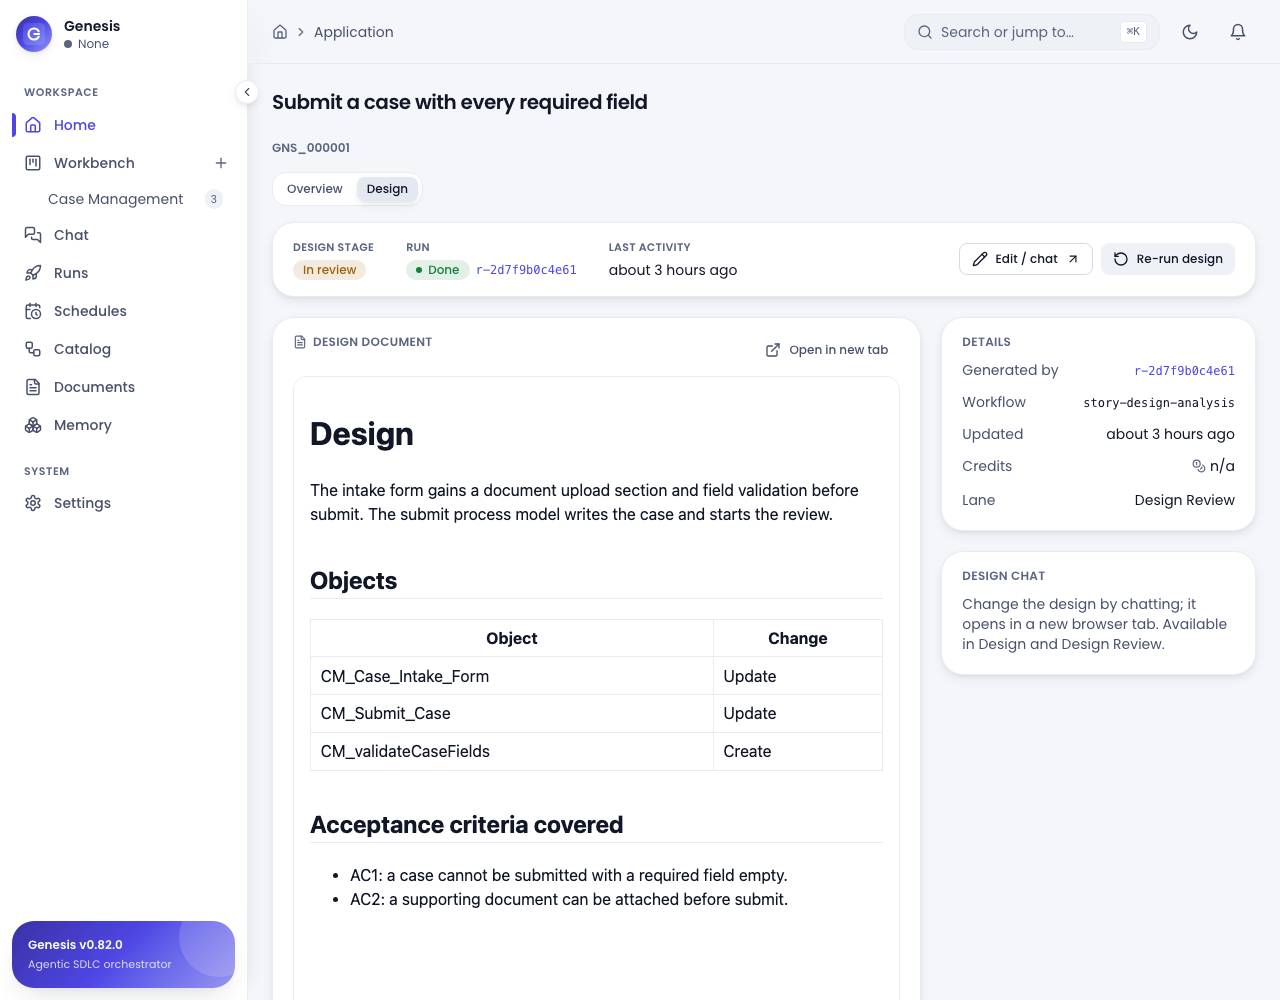 Genesis
None
WORKSPACE
Home
Workbench
Case Management 3
Chat
Runs
Schedules
Catalog
Documents
Memory
SYSTEM
Settings
Genesis v0.82.0
Agentic SDLC orchestrator
Application
Search or jump to… ⌘K
Submit a case with every required field
GNS_000001
Overview Design
DESIGN STAGE RUN LAST ACTIVITY
In review Done r-2d7f9b0c4e61 about 3 hours ago
Edit / chat Re-run design
DESIGN DOCUMENT
Open in new tab
Design
The intake form gains a document upload section and field validation before
submit. The submit process model writes the case and starts the review.
Objects
Object Change
CM_Case_Intake_Form Update
CM_Submit_Case Update
CM_validateCaseFields Create
Acceptance criteria covered
• AC1: a case cannot be submitted with a required field empty.
• AC2: a supporting document can be attached before submit.
DETAILS
Generated by r-2d7f9b0c4e61
Workflow story-design-analysis
Updated about 3 hours ago
Credits n/a
Lane Design Review
DESIGN CHAT
Change the design by chatting; it
opens in a new browser tab. Available
in Design and Design Review.